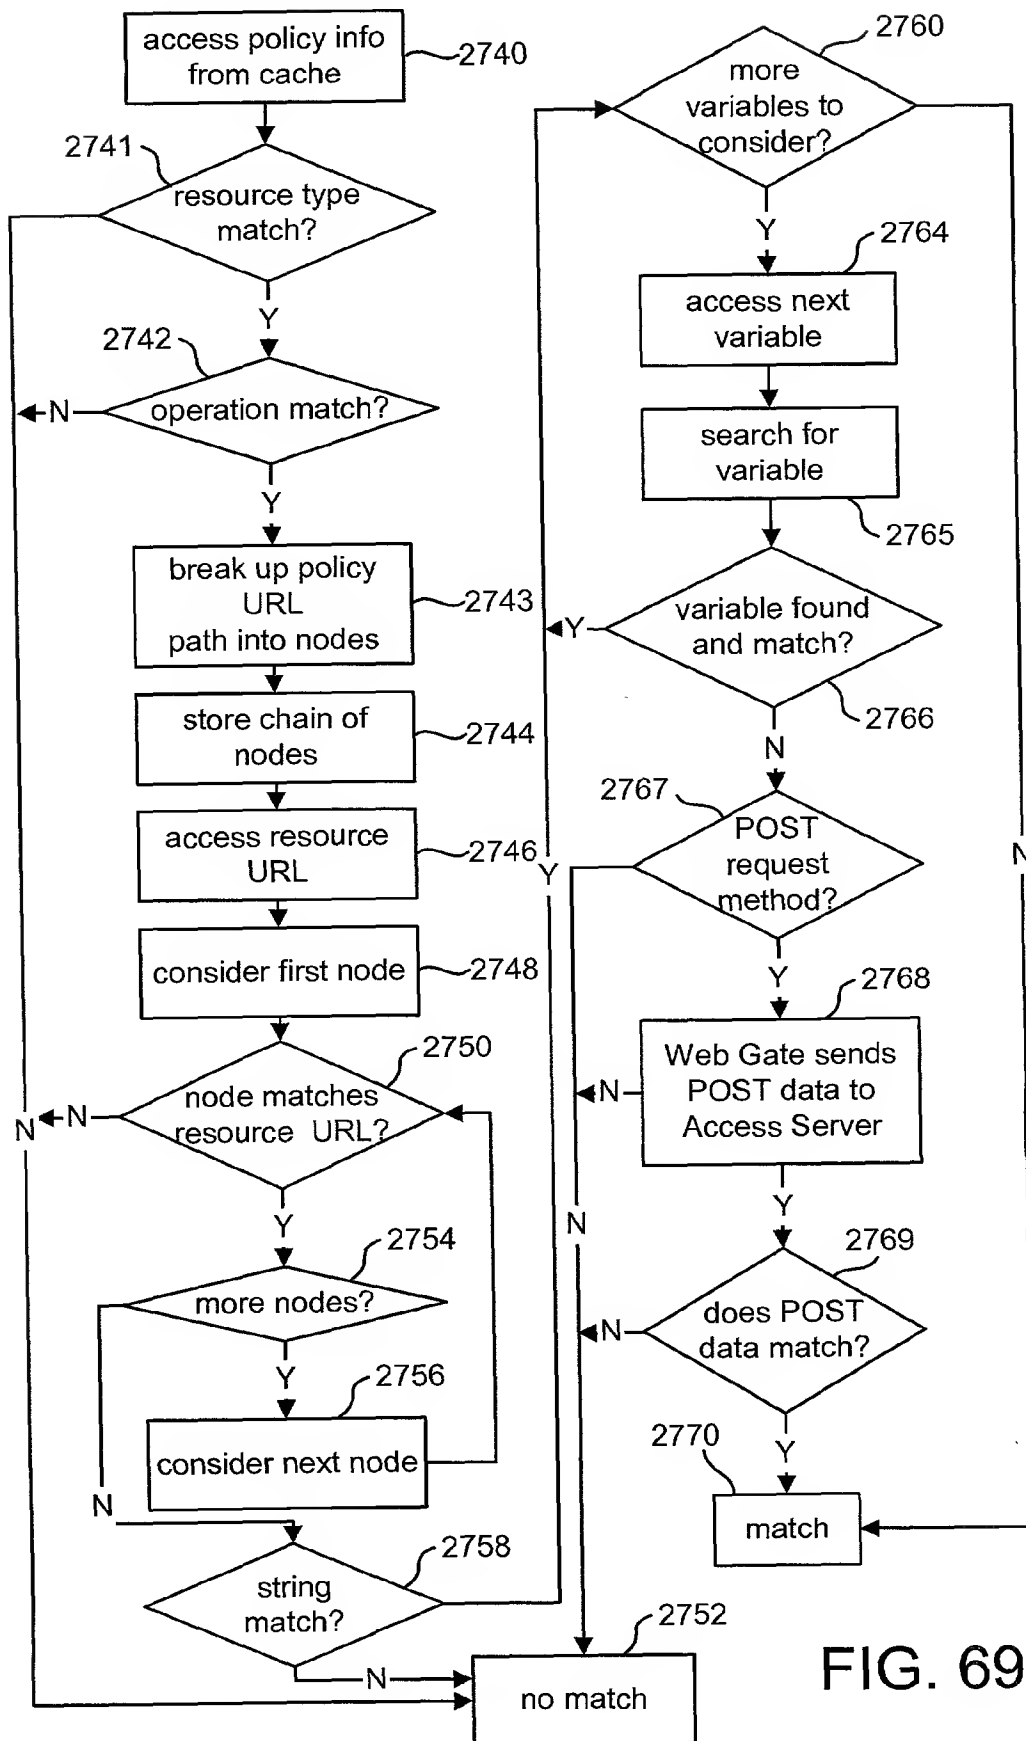 access policy info
from cache
2740
2741
resource type
match?
Y
2742
operation match?
N
Y
break up policy
URL
path into nodes
2743
store chain of
nodes
2744
access resource
URL
2746
consider first node
2748
2750
node matches
resource URL?
N
N
Y
2754
more nodes?
Y
2756
consider next node
N
2758
string
match?
N
2760
more
variables to
consider?
Y
2764
access next
variable
search for
variable
2765
variable found
and match?
Y
2766
N
2767
POST
request
method?
Y
N
Y
2768
Web Gate sends
POST data to
Access Server
N
N
Y
2769
does POST
data match?
N
Y
2770
match
2752
no match
FIG. 69